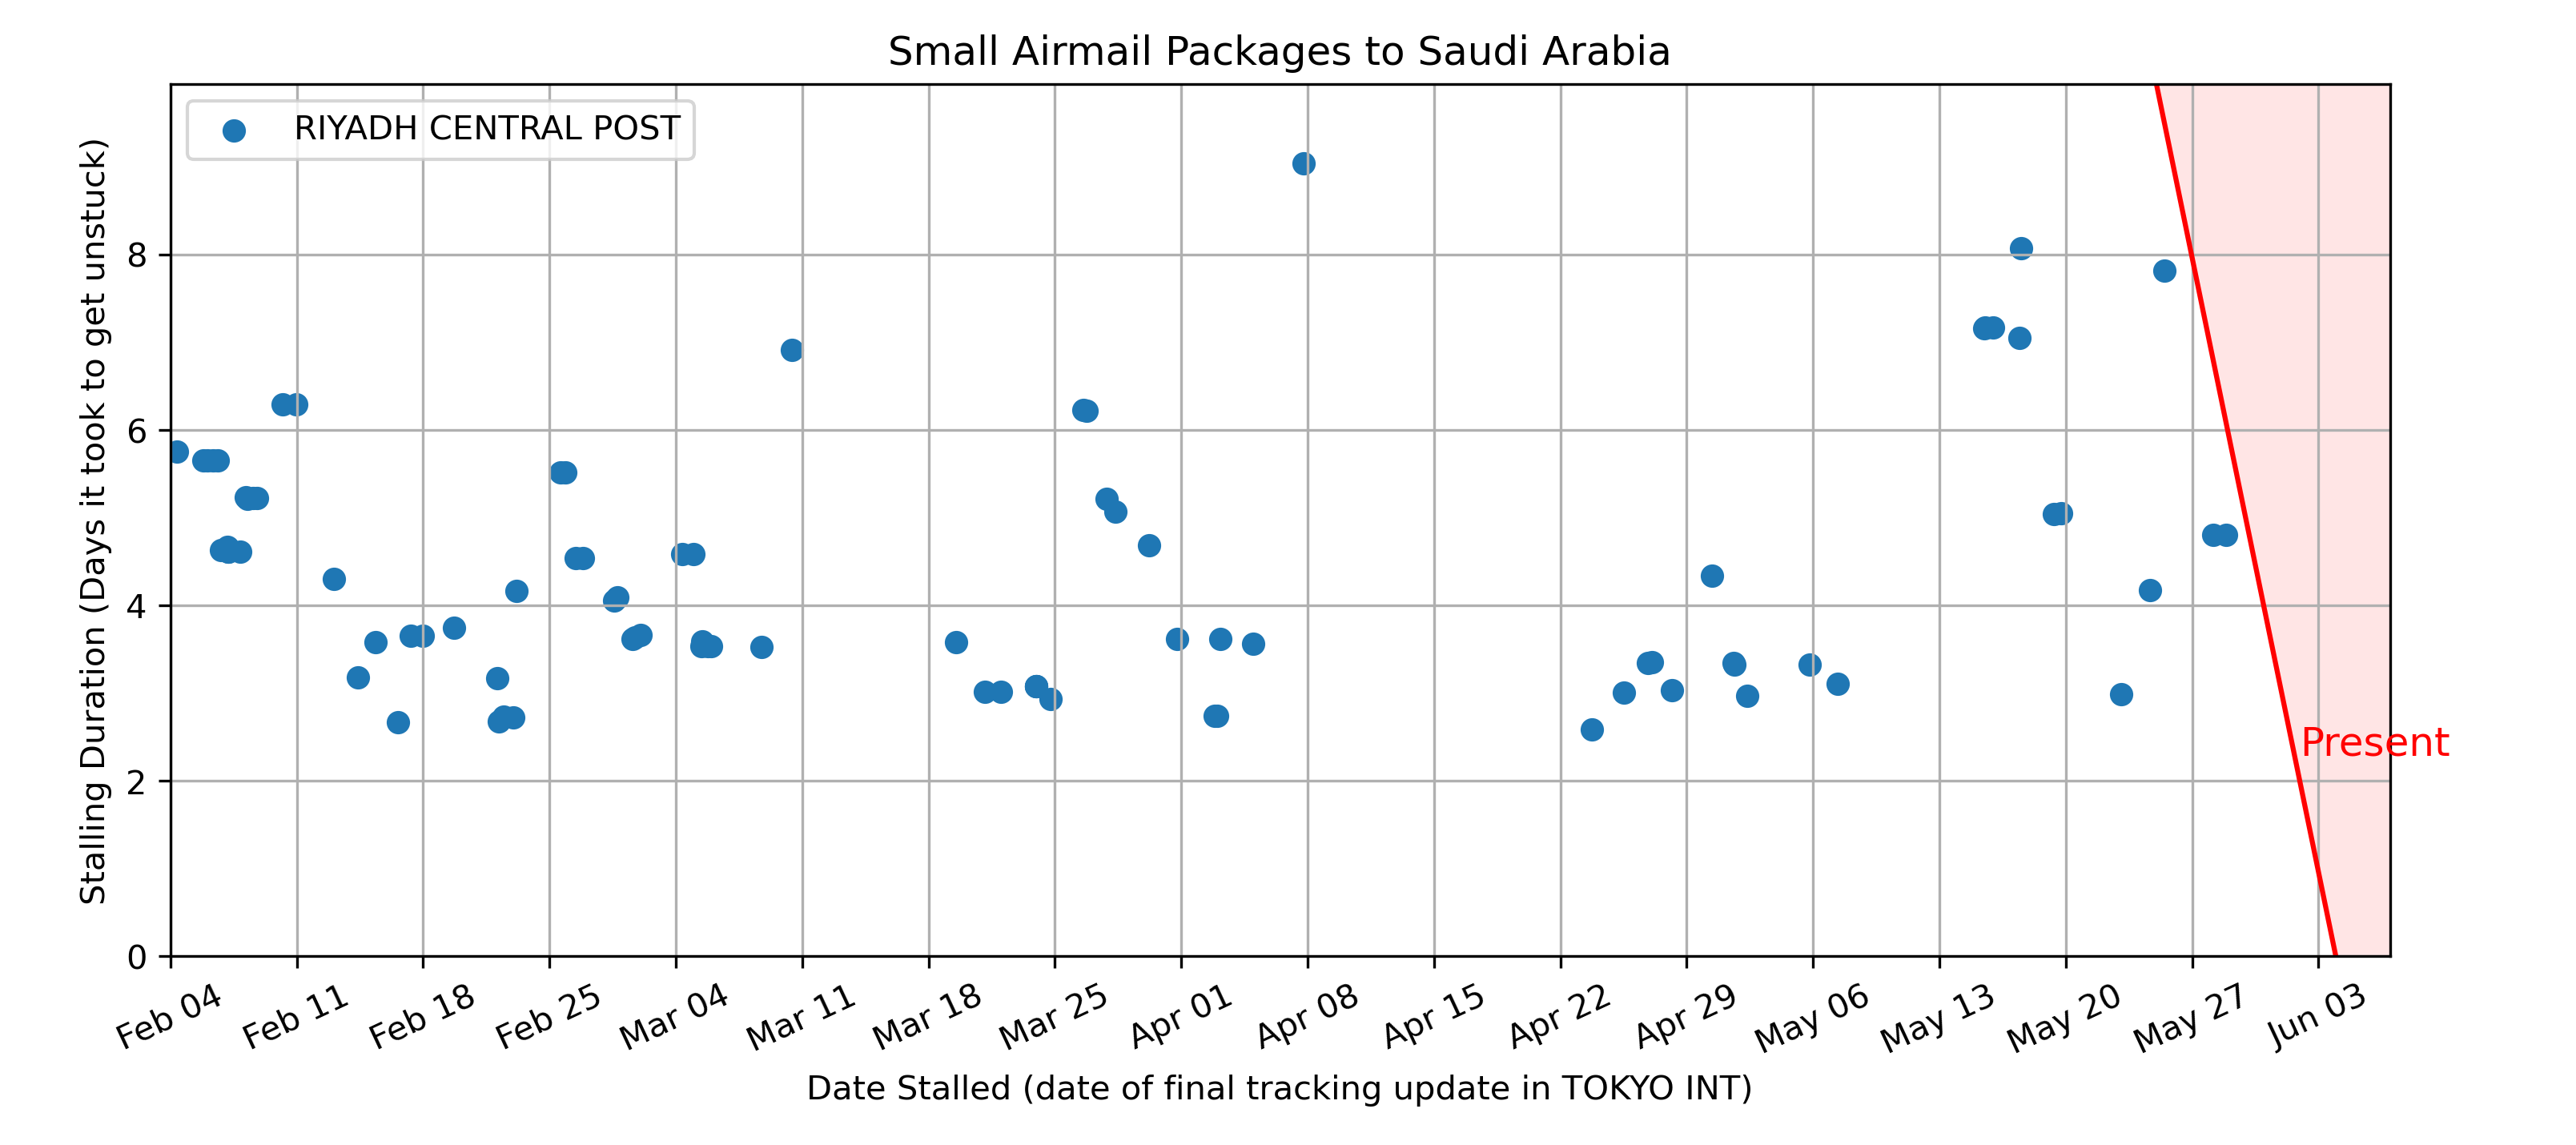 Small Airmail Packages to Saudi Arabia
RIYADH CENTRAL POST
Stalling Duration (Days it took to get unstuck)
8
6
4
2
0
Present
Feb 04 Feb 11 Feb 18 Feb 25 Mar 04 Mar 11 Mar 18 Mar 25 Apr 01 Apr 08 Apr 15 Apr 22 Apr 29 May 06 May 13 May 20 May 27 Jun 03
Date Stalled (date of final tracking update in TOKYO INT)